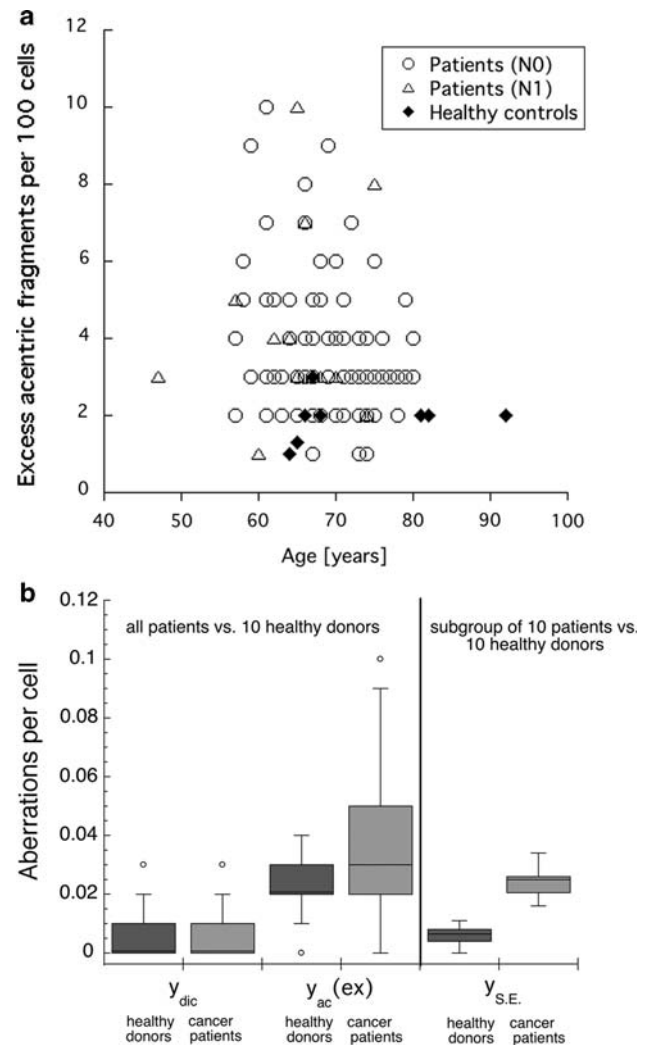 a
Excess acentric fragments per 100 cells
Patients (N0)
Patients (N1)
Healthy controls
12
10
8
6
4
2
0
40 50 60 70 80 90 100
Age [years]
b
Aberrations per cell
0.12
0.1
0.08
0.06
0.04
0.02
0
all patients vs. 10 healthy donors
subgroup of 10 patients vs.
10 healthy donors
y dic y ac (ex) y S.E.
healthy cancer healthy cancer healthy cancer
donors patients donors patients donors patients